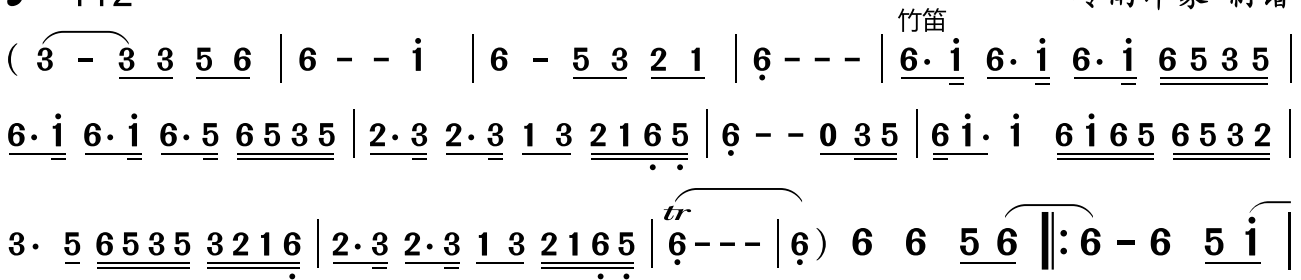 竹笛
( 3 - 3 3 5 6 | 6 - - i | 6 - 5 3 2 1 | 6 - - - | 6 · i 6 · i 6 · i 6 5 3 5 |
6 · i 6 · i 6 · 5 6 5 3 5 | 2 · 3 2 · 3 1 3 2 1 6 5 | 6 - - 0 3 5 | 6 i · i 6 i 6 5 6 5 3 2 |
tr
3 · 5 6 5 3 5 3 2 1 6 | 2 · 3 2 · 3 1 3 2 1 6 5 | 6 - - - | 6 ) 6 6 5 6 ‖: 6 - 6 5 i |